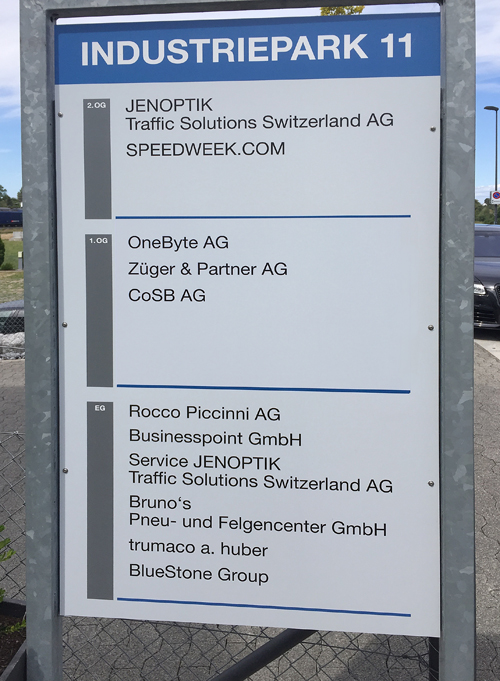 INDUSTRIEPARK 11
2.OG
JENOPTIK
Traffic Solutions Switzerland AG
SPEEDWEEK.COM
1.OG
OneByte AG
Züger & Partner AG
CoSB AG
EG
Rocco Piccinni AG
Businesspoint GmbH
Service JENOPTIK
Traffic Solutions Switzerland AG
Bruno‘s
Pneu- und Felgencenter GmbH
trumaco a. huber
BlueStone Group